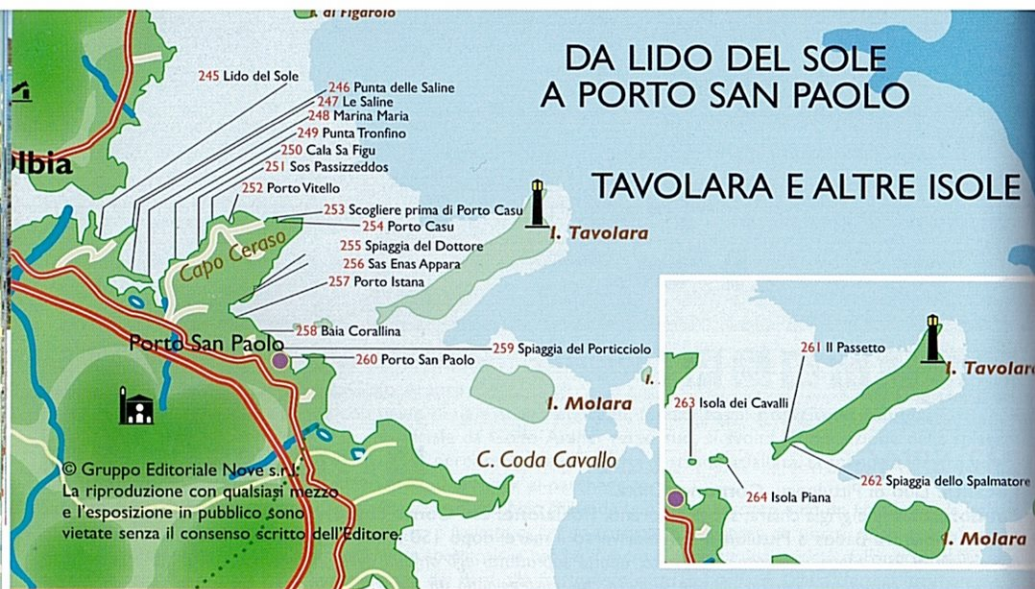 I. di Figarolo
DA LIDO DEL SOLE
A PORTO SAN PAOLO
TAVOLARA E ALTRE ISOLE
245 Lido del Sole
246 Punta delle Saline
247 Le Saline
248 Marina Maria
249 Punta Tronfino
250 Cala Sa Figu
251 Sos Passizzeddos
252 Porto Vitello
253 Scogliere prima di Porto Casu
254 Porto Casu
255 Spiaggia del Dottore
256 Sas Enas Appara
257 Porto Istana
258 Baia Corallina
259 Spiaggia del Porticciolo
260 Porto San Paolo
lbia
Capo Ceraso
Porto San Paolo
I. Tavolara
I. Molara
I.
C. Coda Cavallo
© Gruppo Editoriale Nove s.r.l.
La riproduzione con qualsiasi mezzo
e l'esposizione in pubblico sono
vietate senza il consenso scritto dell'Editore.
261 Il Passetto
I. Tavolar
263 Isola dei Cavalli
262 Spiaggia dello Spalmatore
264 Isola Piana
I. Molara